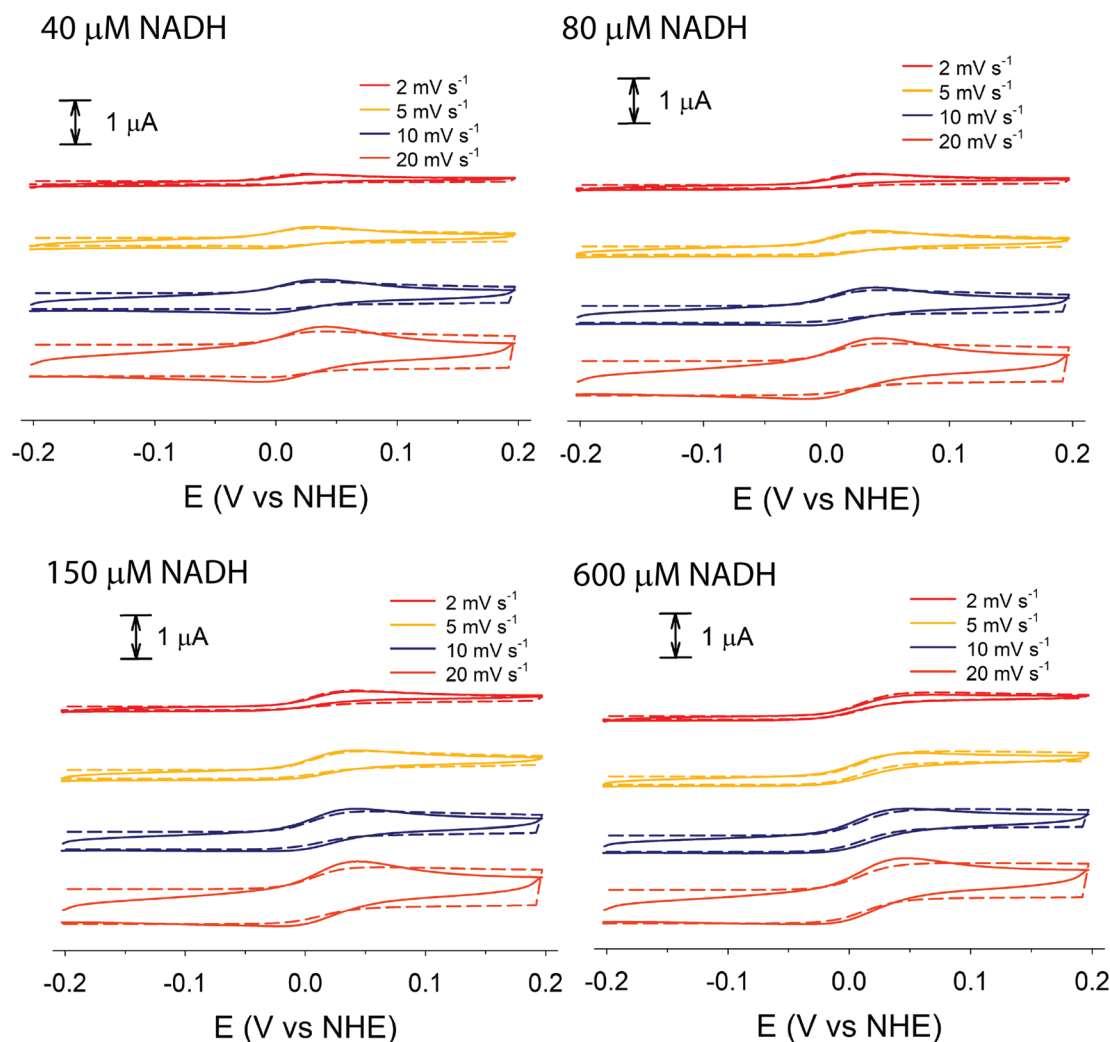 40 μM NADH
1 μA
2 mV s⁻¹
5 mV s⁻¹
10 mV s⁻¹
20 mV s⁻¹
-0.2 -0.1 0.0 0.1 0.2
E (V vs NHE)
80 μM NADH
1 μA
2 mV s⁻¹
5 mV s⁻¹
10 mV s⁻¹
20 mV s⁻¹
-0.2 -0.1 0.0 0.1 0.2
E (V vs NHE)
150 μM NADH
1 μA
2 mV s⁻¹
5 mV s⁻¹
10 mV s⁻¹
20 mV s⁻¹
-0.2 -0.1 0.0 0.1 0.2
E (V vs NHE)
600 μM NADH
1 μA
2 mV s⁻¹
5 mV s⁻¹
10 mV s⁻¹
20 mV s⁻¹
-0.2 -0.1 0.0 0.1 0.2
E (V vs NHE)